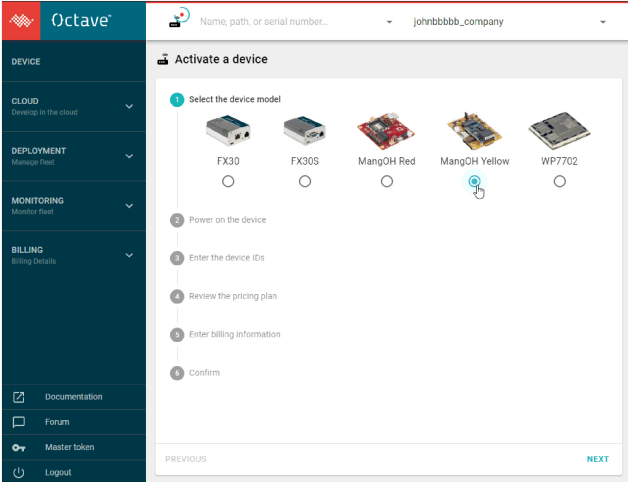 Octave
Name, path, or serial number...
johnbbbbb_company
DEVICE
CLOUD
Develop in the cloud
DEPLOYMENT
Manage fleet
MONITORING
Monitor fleet
BILLING
Billing Details
Documentation
Forum
Master token
Logout
Activate a device
1 Select the device model
FX30 FX30S MangOH Red MangOH Yellow WP7702
2 Power on the device
3 Enter the device IDs
4 Review the pricing plan
5 Enter billing information
6 Confirm
PREVIOUS NEXT